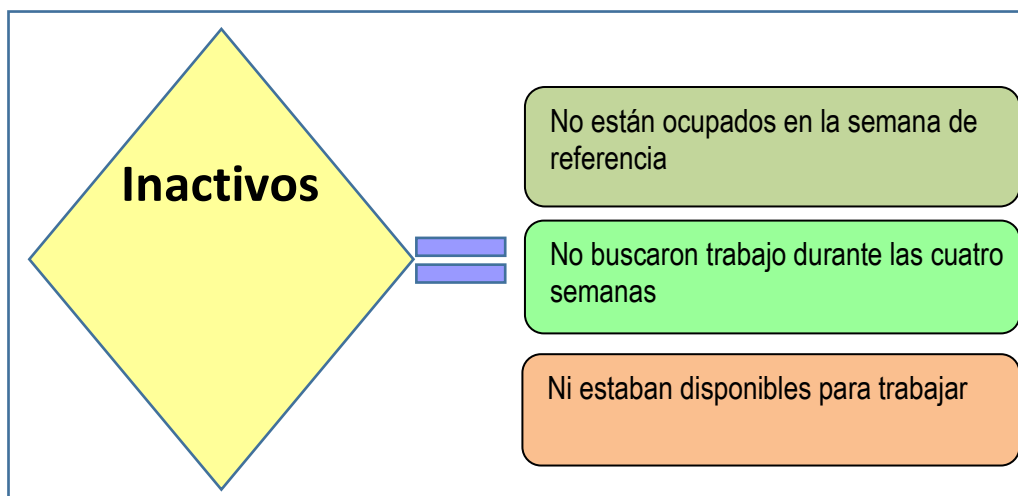 Inactivos
No están ocupados en la semana de
referencia
No buscaron trabajo durante las cuatro
semanas
Ni estaban disponibles para trabajar